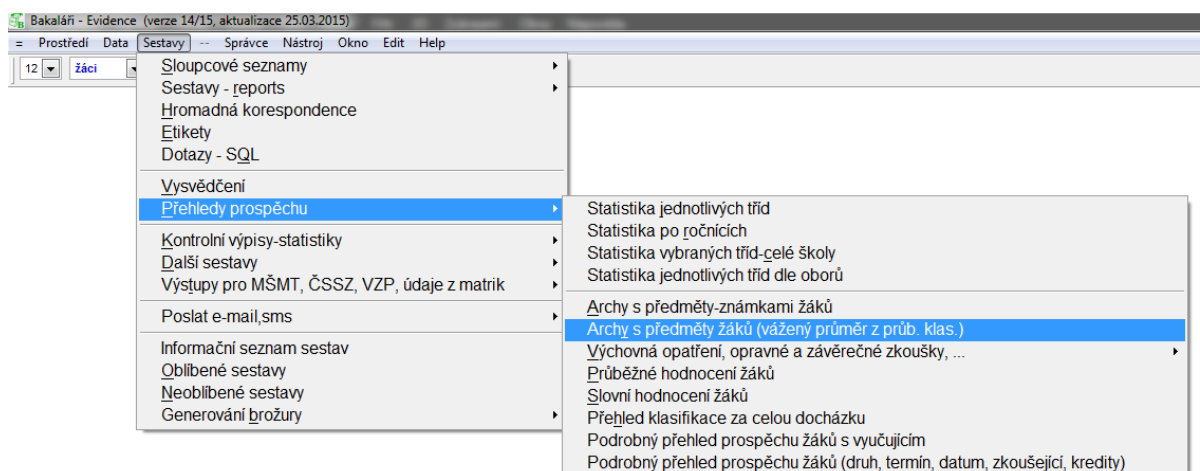 Bakaláři - Evidence (verze 14/15, aktualizace 25.03.2015)
= Prostředí Data Sestavy -- Správce Nástroj Okno Edit Help
12 žáci
Sloupcové seznamy
Sestavy - reports
Hromadná korespondence
Etikety
Dotazy - SQL
Vysvědčení
Přehledy prospěchu
Kontrolní výpisy-statistiky
Další sestavy
Výstupy pro MŠMT, ČSSZ, VZP, údaje z matrik
Poslat e-mail,sms
Informační seznam sestav
Oblíbené sestavy
Neoblíbené sestavy
Generování brožury
Statistika jednotlivých tříd
Statistika po ročnících
Statistika vybraných tříd-celé školy
Statistika jednotlivých tříd dle oborů
Archy s předměty-známkami žáků
Archy s předměty žáků (vážený průměr z průb. klas.)
Výchovná opatření, opravné a závěrečné zkoušky, ...
Průběžné hodnocení žáků
Slovní hodnocení žáků
Přehled klasifikace za celou docházku
Podrobný přehled prospěchu žáků s vyučujícím
Podrobný přehled prospěchu žáků (druh, termín, datum, zkoušející, kredity)